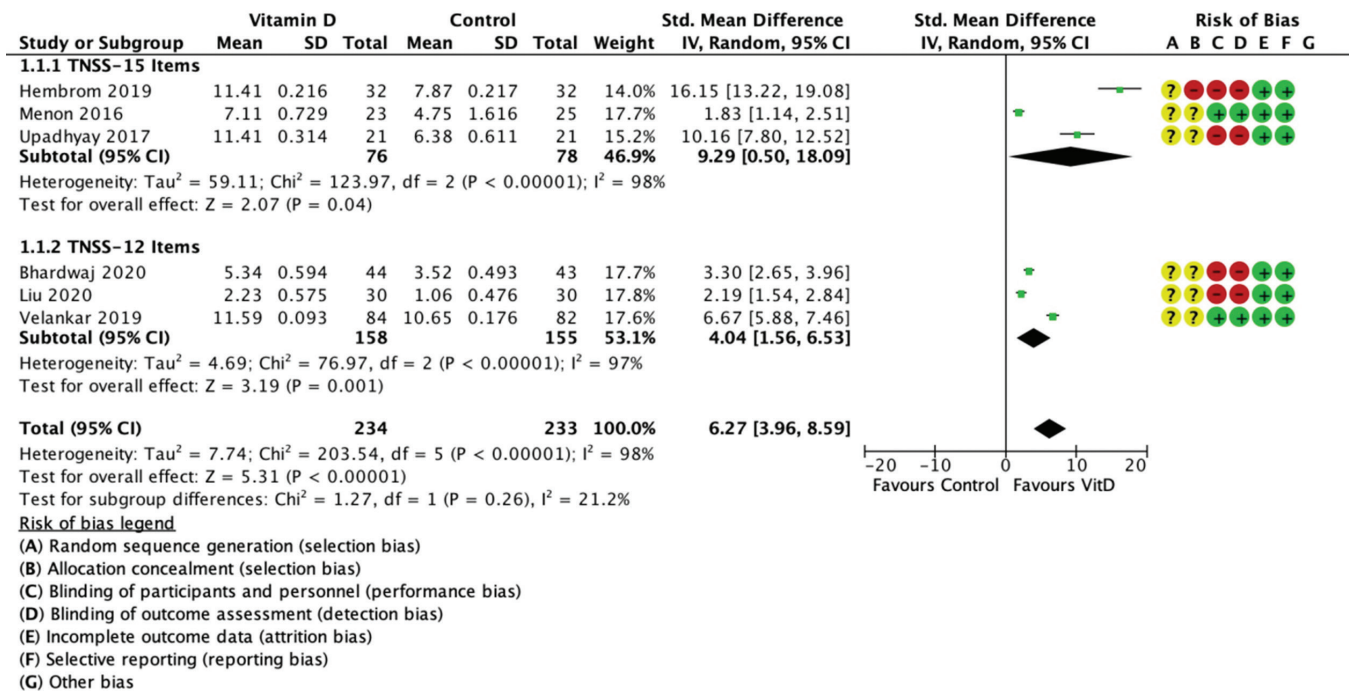 Vitamin D Control Std. Mean Difference Std. Mean Difference Risk of Bias
Study or Subgroup Mean SD Total Mean SD Total Weight IV, Random, 95% CI IV, Random, 95% CI A B C D E F G
1.1.1 TNSS-15 Items
Hembrom 2019 11.41 0.216 32 7.87 0.217 32 14.0% 16.15 [13.22, 19.08] ? − − − + +
Menon 2016 7.11 0.729 23 4.75 1.616 25 17.7% 1.83 [1.14, 2.51] ? ? + + + +
Upadhyay 2017 11.41 0.314 21 6.38 0.611 21 15.2% 10.16 [7.80, 12.52] ? ? − − + +
Subtotal (95% CI) 76 78 46.9% 9.29 [0.50, 18.09]
Heterogeneity: Tau² = 59.11; Chi² = 123.97, df = 2 (P < 0.00001); I² = 98%
Test for overall effect: Z = 2.07 (P = 0.04)
1.1.2 TNSS-12 Items
Bhardwaj 2020 5.34 0.594 44 3.52 0.493 43 17.7% 3.30 [2.65, 3.96] ? ? − − + +
Liu 2020 2.23 0.575 30 1.06 0.476 30 17.8% 2.19 [1.54, 2.84] ? ? − − + +
Velankar 2019 11.59 0.093 84 10.65 0.176 82 17.6% 6.67 [5.88, 7.46] ? ? + + + +
Subtotal (95% CI) 158 155 53.1% 4.04 [1.56, 6.53]
Heterogeneity: Tau² = 4.69; Chi² = 76.97, df = 2 (P < 0.00001); I² = 97%
Test for overall effect: Z = 3.19 (P = 0.001)
Total (95% CI) 234 233 100.0% 6.27 [3.96, 8.59]
Heterogeneity: Tau² = 7.74; Chi² = 203.54, df = 5 (P < 0.00001); I² = 98%
Test for overall effect: Z = 5.31 (P < 0.00001)
Test for subgroup differences: Chi² = 1.27, df = 1 (P = 0.26), I² = 21.2%
-20 -10 0 10 20
Favours Control Favours VitD
Risk of bias legend
(A) Random sequence generation (selection bias)
(B) Allocation concealment (selection bias)
(C) Blinding of participants and personnel (performance bias)
(D) Blinding of outcome assessment (detection bias)
(E) Incomplete outcome data (attrition bias)
(F) Selective reporting (reporting bias)
(G) Other bias